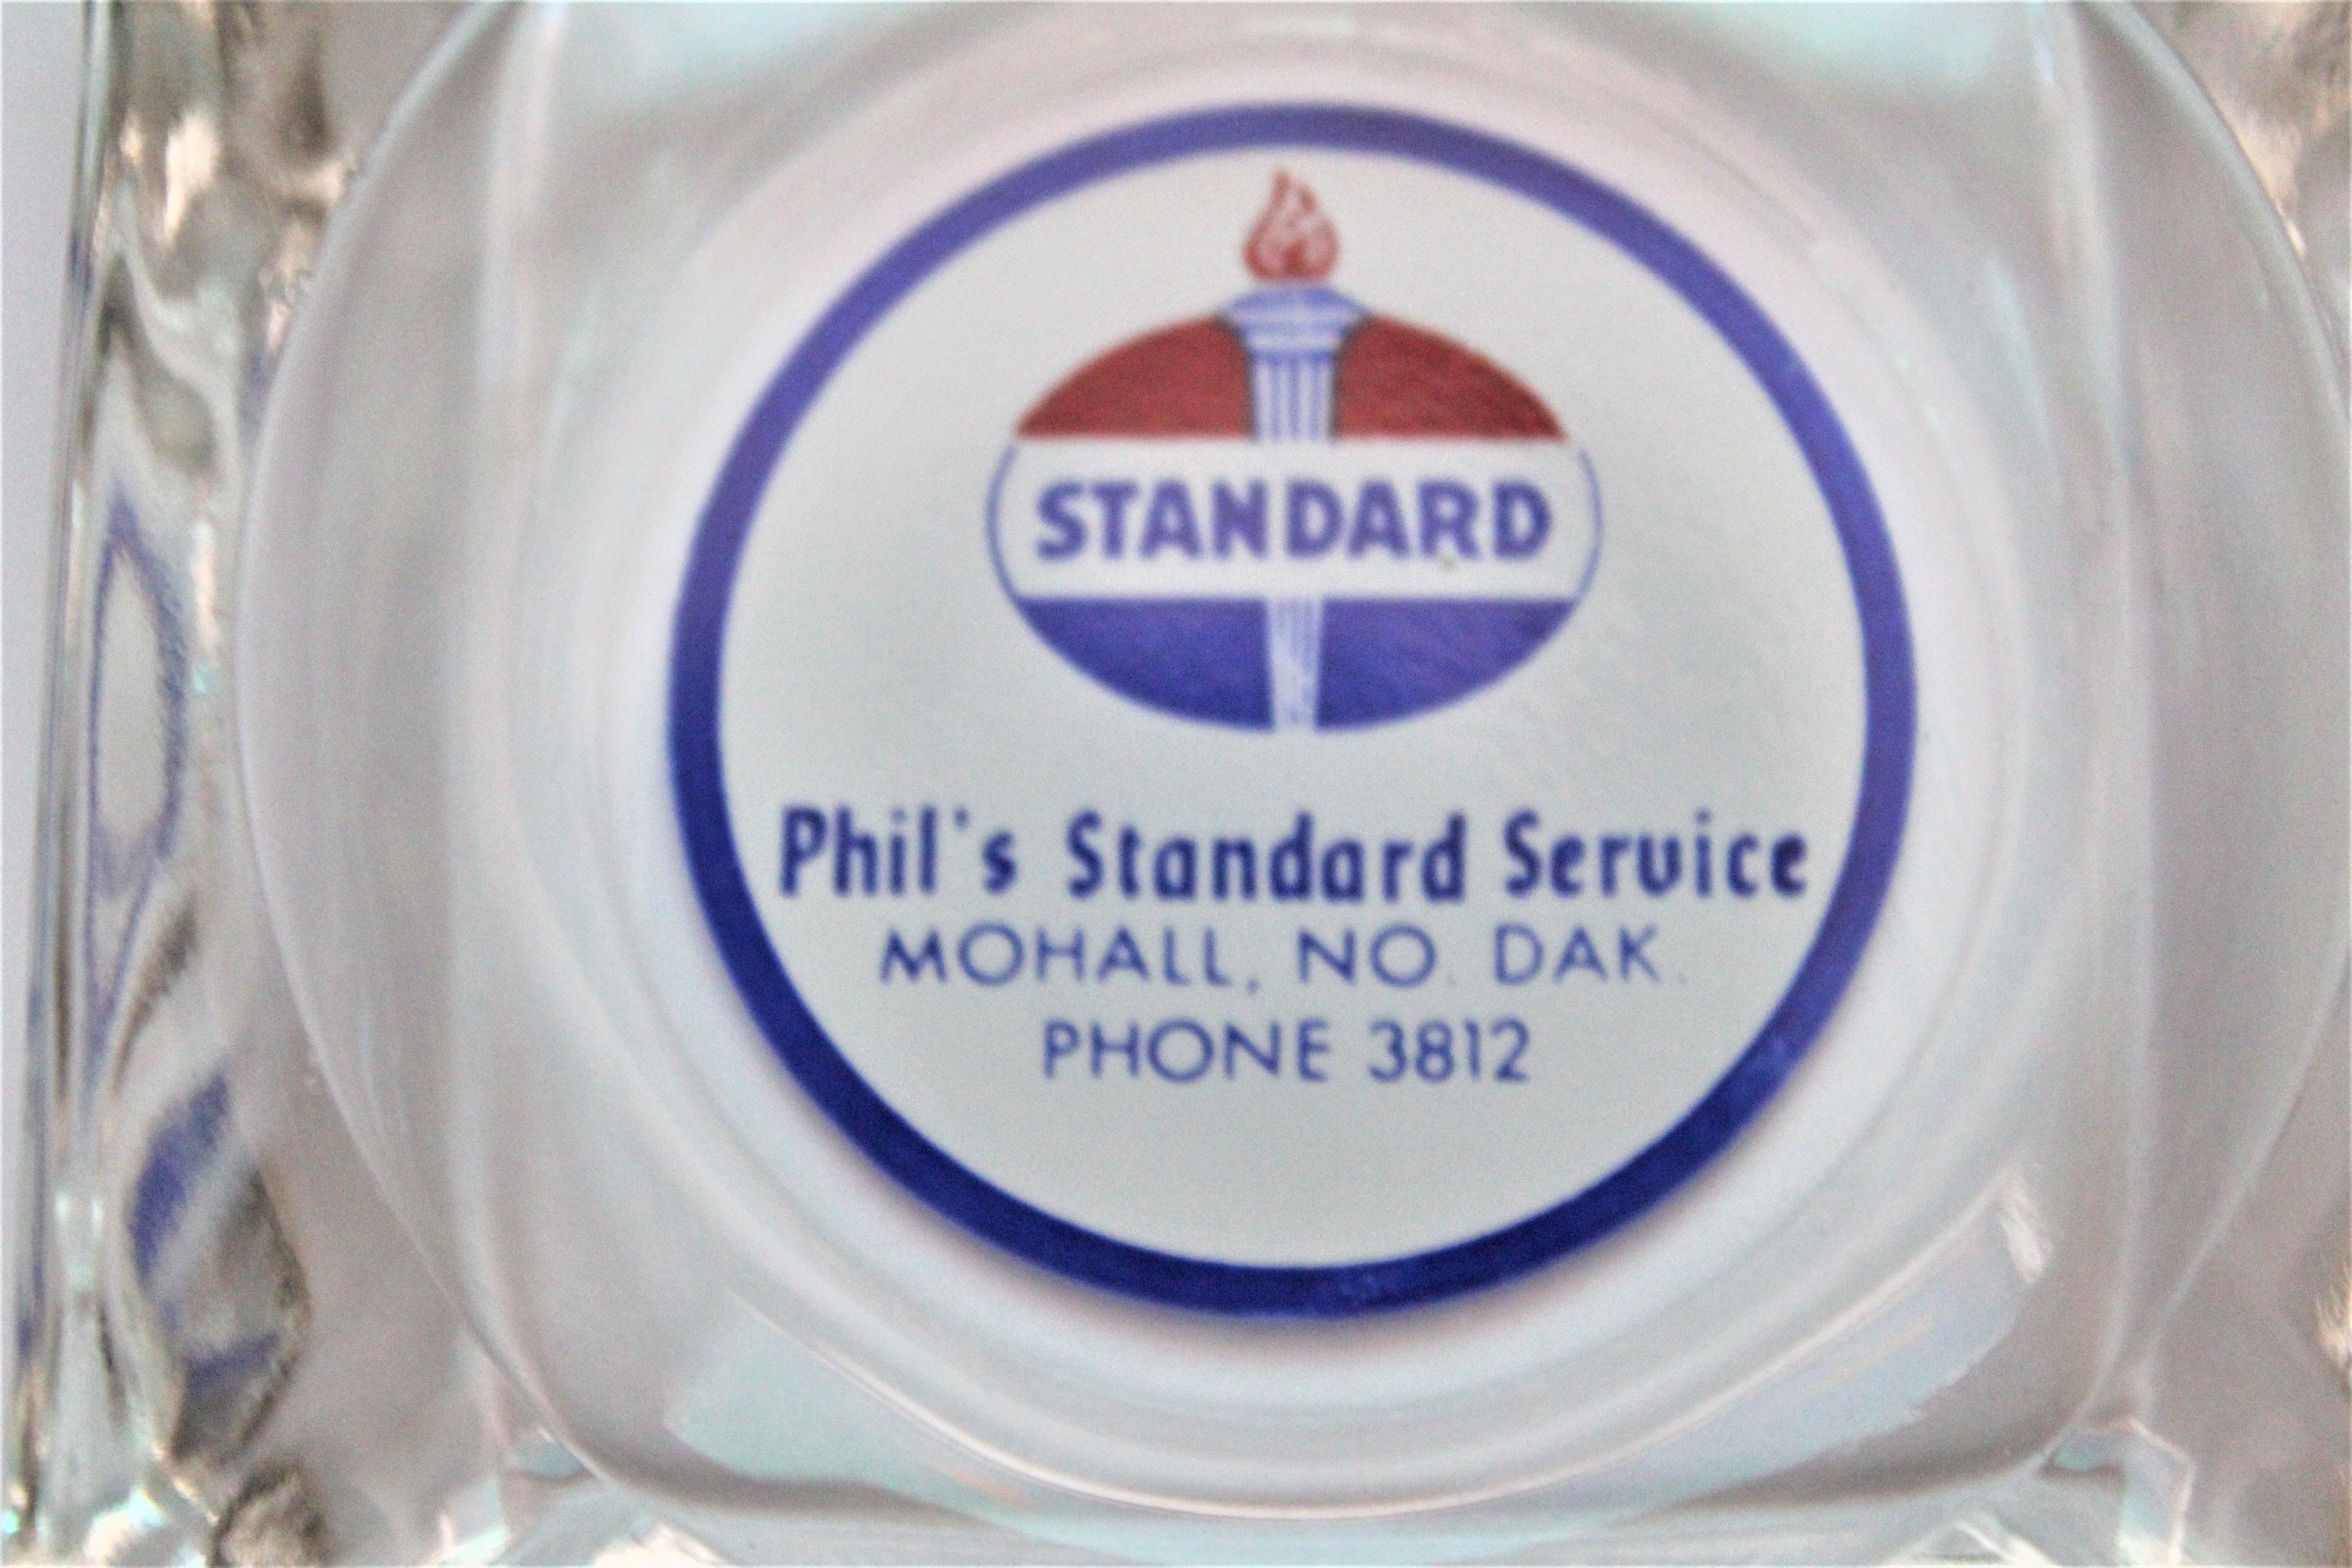 STANDARD
Phil's Standard Service
MOHALL, NO. DAK.
PHONE 3812